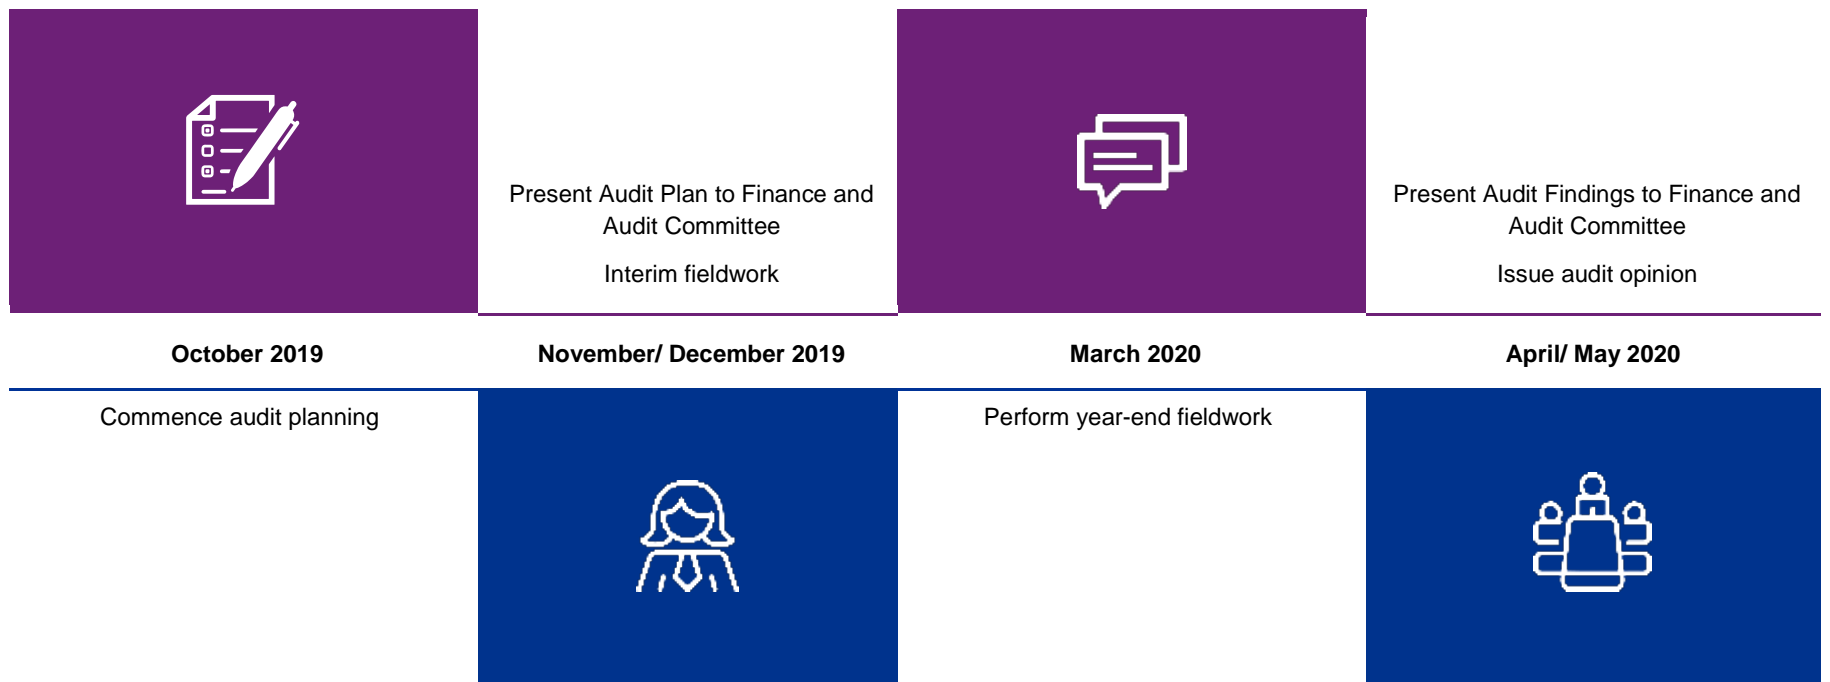 Present Audit Plan to Finance and
Audit Committee
Interim fieldwork
Present Audit Findings to Finance and
Audit Committee
Issue audit opinion
October 2019
November/ December 2019
March 2020
April/ May 2020
Commence audit planning
Perform year-end fieldwork